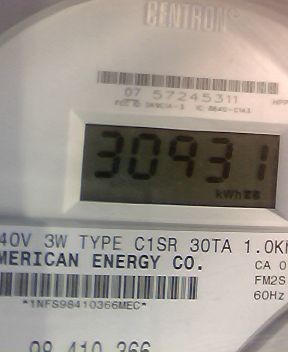 CENTRON®
07 57245311
30931
kWh
40V 3W TYPE C1SR 30TA 1.0K
MERICAN ENERGY CO.
CA 0
FM2S
*1NFS98410366MEC*
60Hz
98 410 366